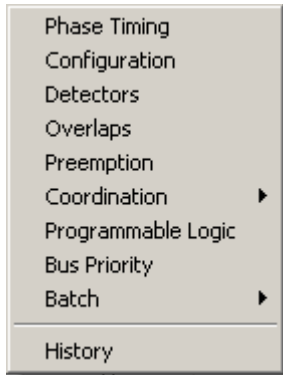 Phase Timing
Configuration
Detectors
Overlaps
Preemption
Coordination
Programmable Logic
Bus Priority
Batch
History